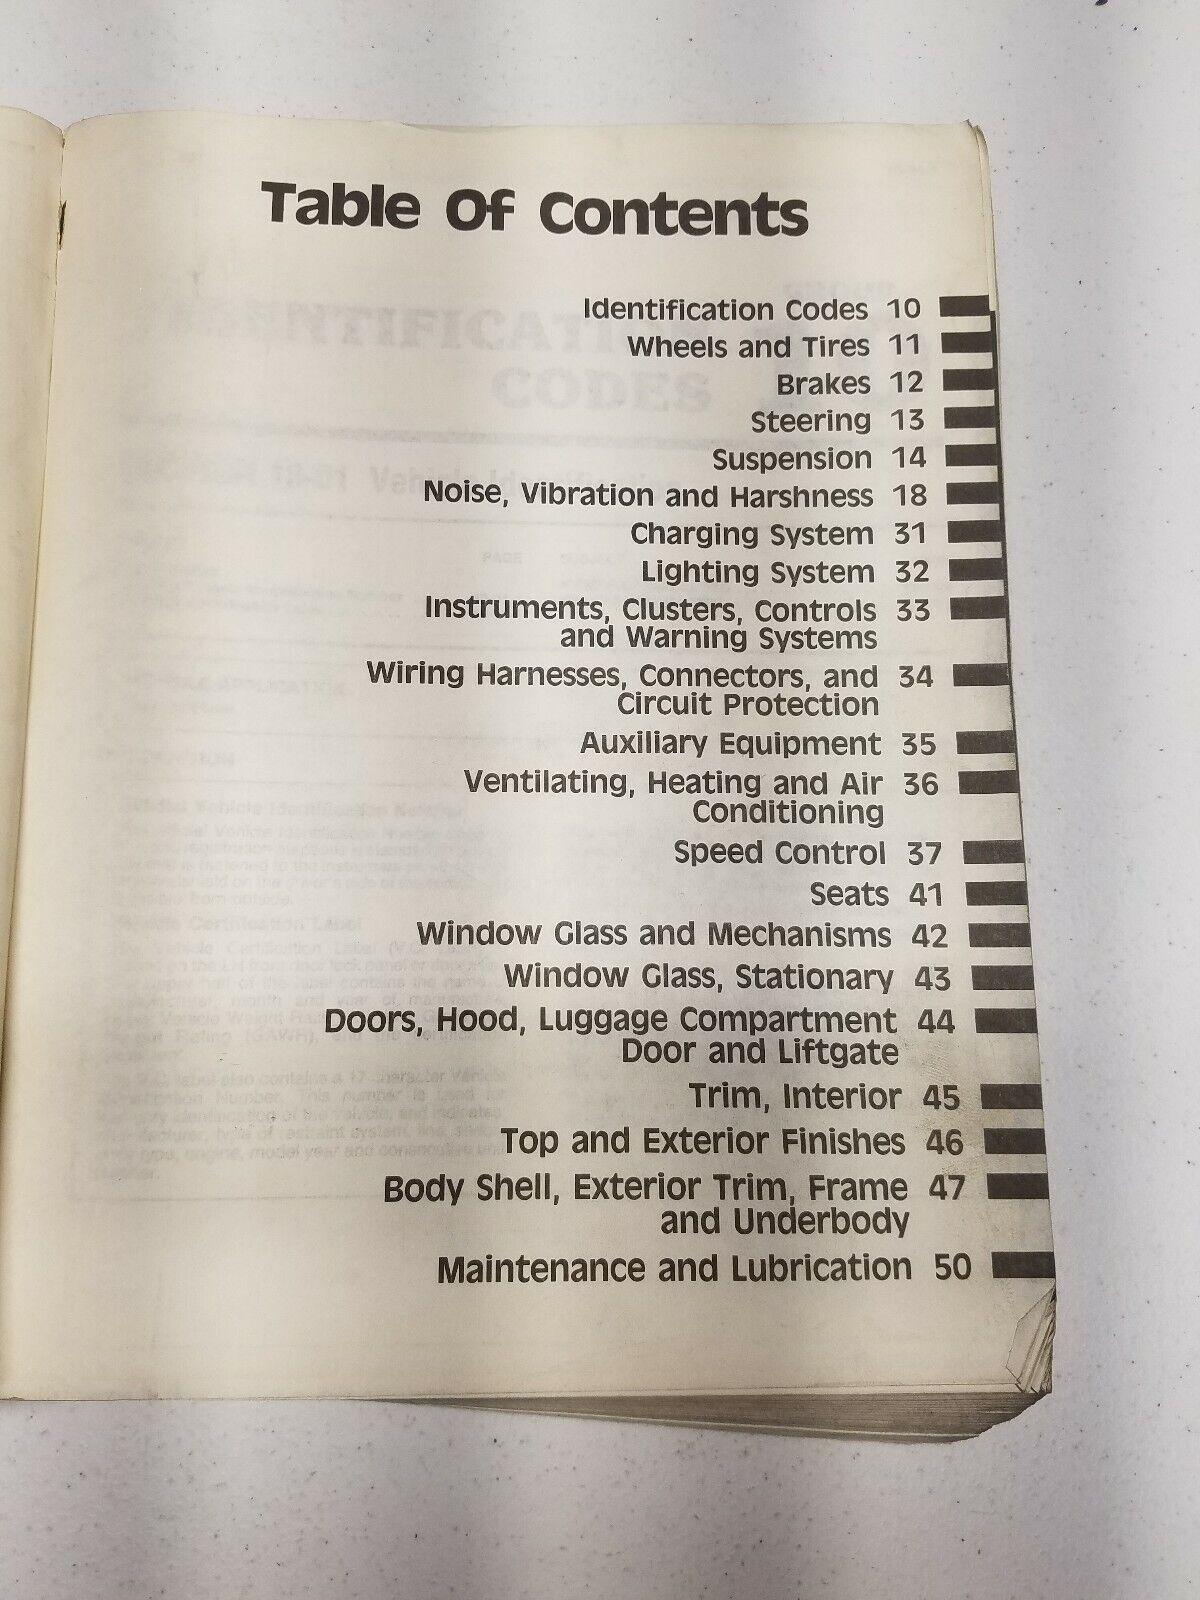 Table Of Contents
Identification Codes 10
Wheels and Tires 11
Brakes 12
Steering 13
Suspension 14
Noise, Vibration and Harshness 18
Charging System 31
Lighting System 32
Instruments, Clusters, Controls 33
and Warning Systems
Wiring Harnesses, Connectors, and 34
Circuit Protection
Auxiliary Equipment 35
Ventilating, Heating and Air 36
Conditioning
Speed Control 37
Seats 41
Window Glass and Mechanisms 42
Window Glass, Stationary 43
Doors, Hood, Luggage Compartment 44
Door and Liftgate
Trim, Interior 45
Top and Exterior Finishes 46
Body Shell, Exterior Trim, Frame 47
and Underbody
Maintenance and Lubrication 50